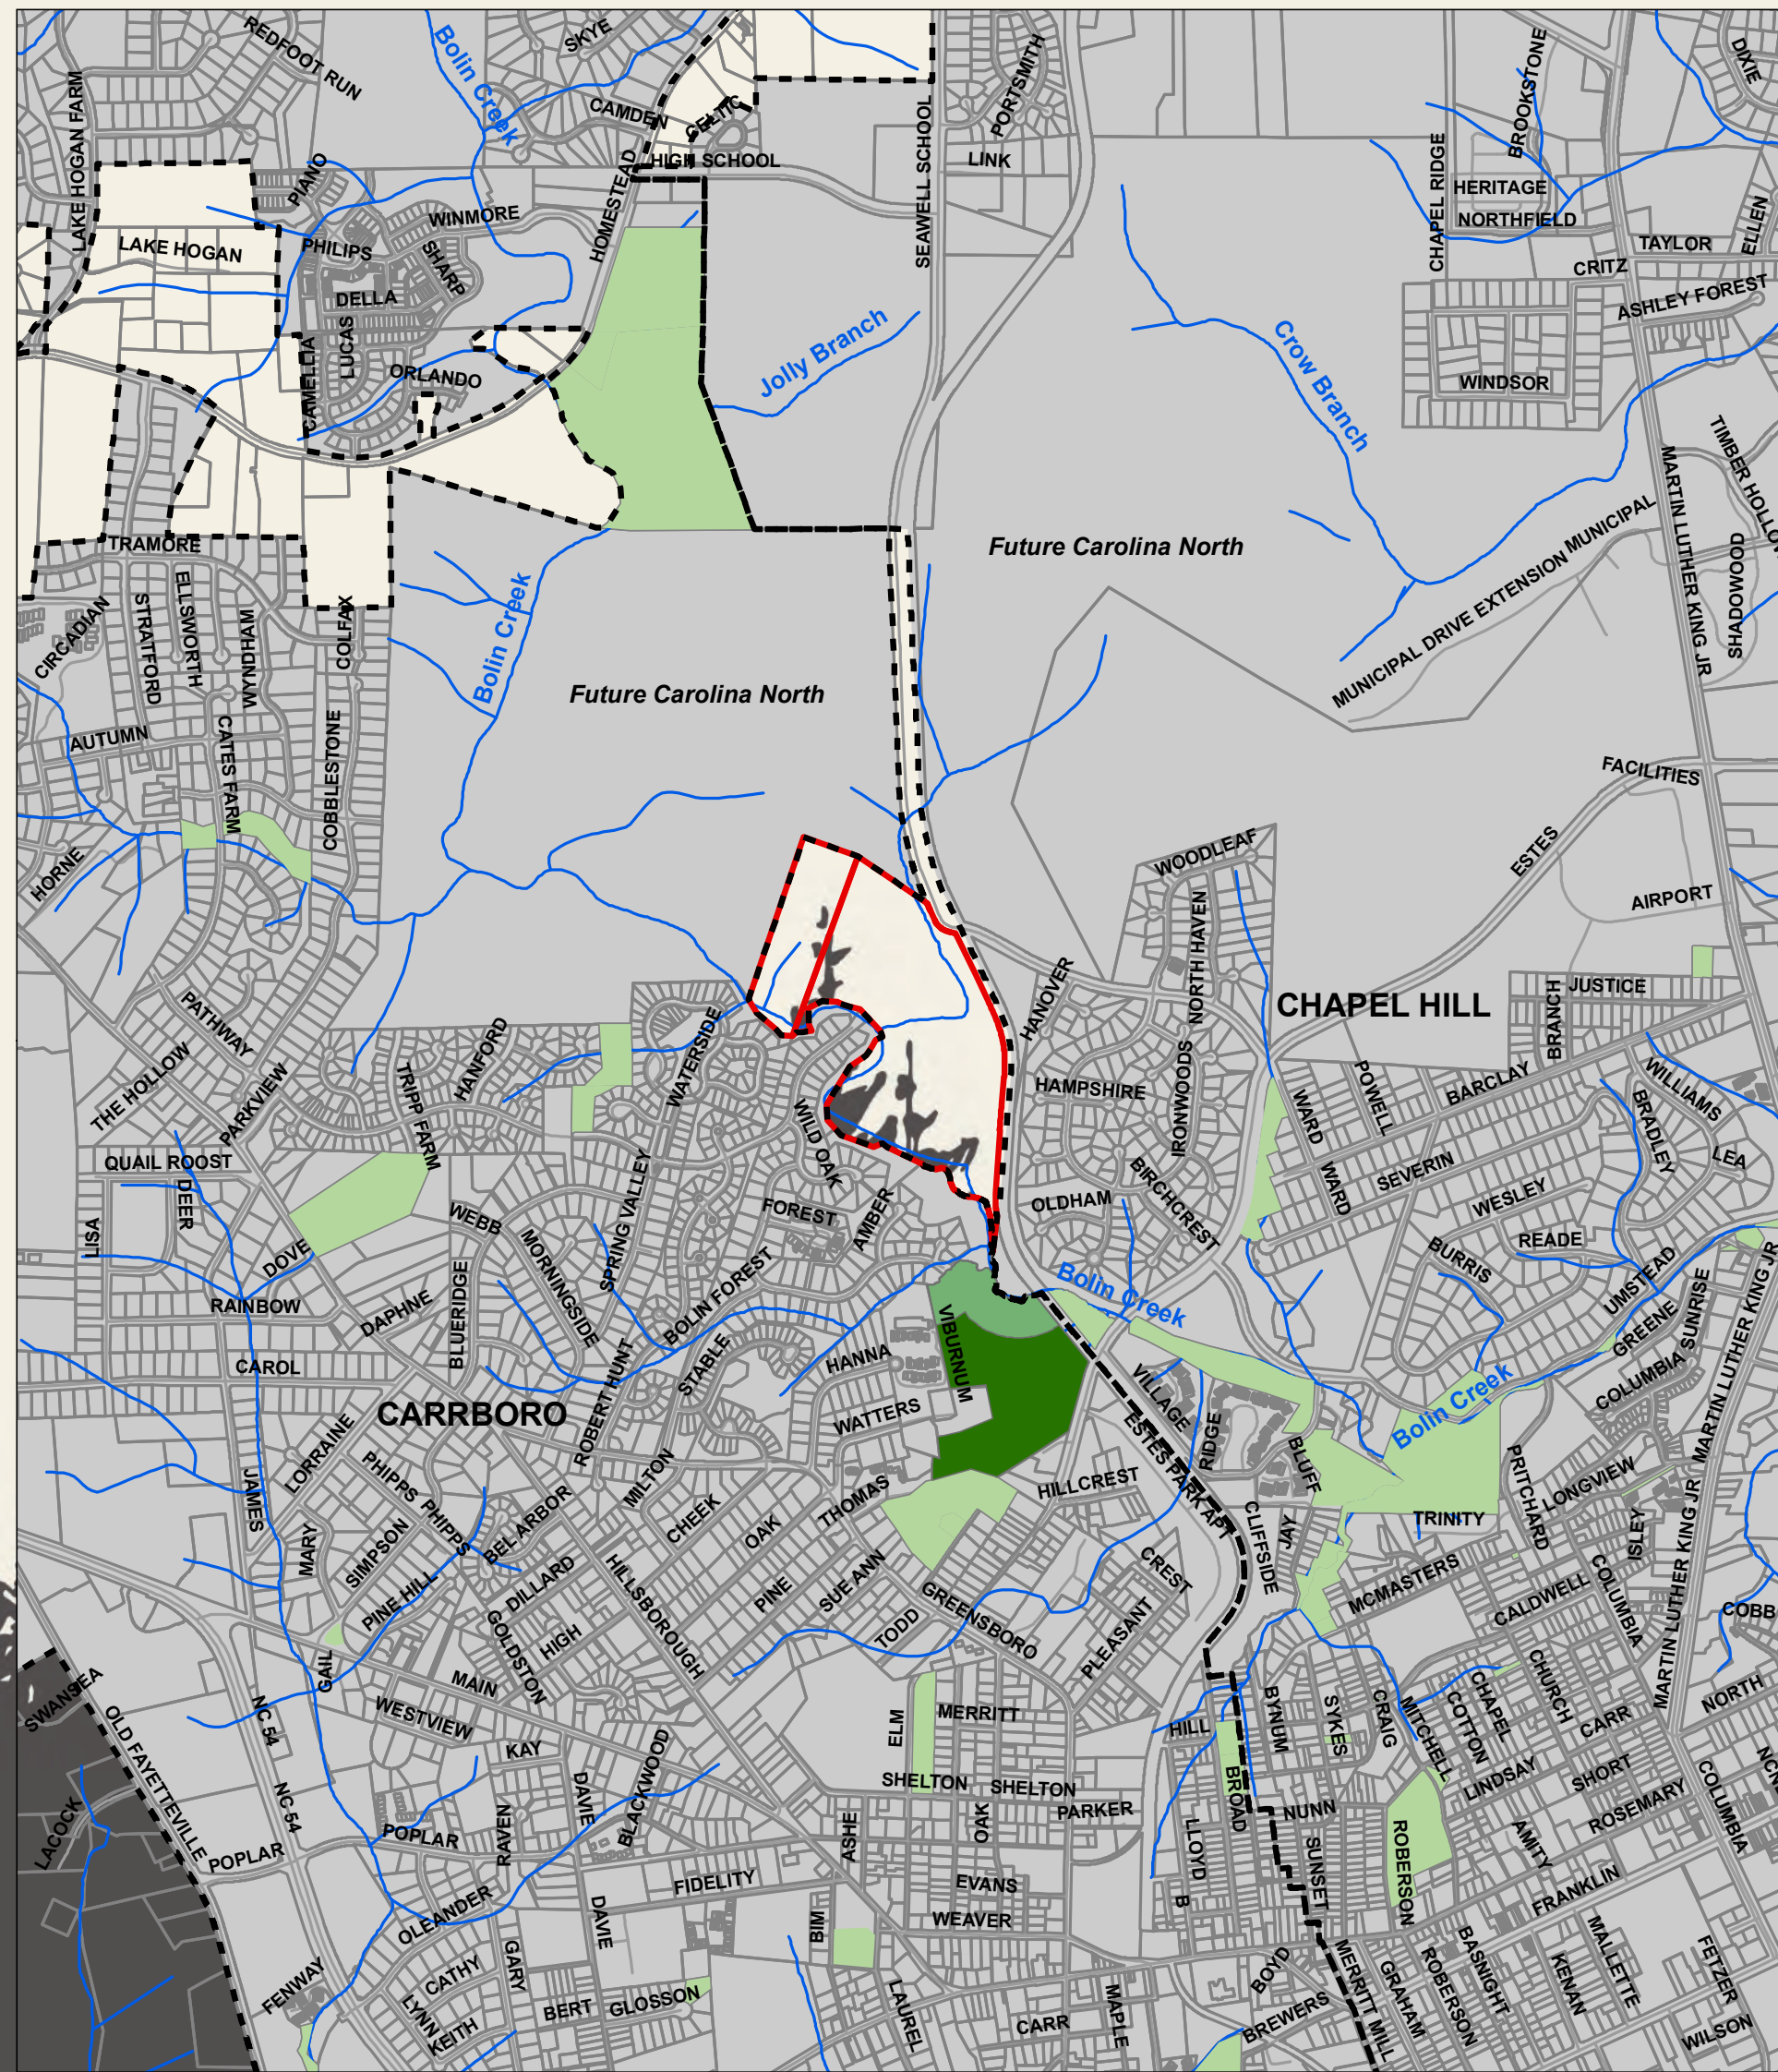 REDFOOT RUN
SKYE
Bolin Creek
CAMDEN
CELTIC
PORTSMITH
BROOKSTONE
DIXIE
LAKE HOGAN FARM
PIANO
HOMESTEAD
HIGH SCHOOL
SEAWELL SCHOOL
LINK
CHAPEL RIDGE
HERITAGE
NORTHFIELD
WINMORE
TAYLOR
ELLEN
LAKE HOGAN
PHILIPS
SHARP
CRITZ
DELLA
ASHLEY FOREST
LUCAS
CAMELLIA
ORLANDO
Jolly Branch
Crow Branch
WINDSOR
TIMBER HOLLOW
MARTIN LUTHER KING JR
TRAMORE
Future Carolina North
MUNICIPAL DRIVE EXTENSION MUNICIPAL
SHADOWOOD
CIRCADIAN
STRATFORD
ELLSWORTH
WYNDHAM
COLFAX
Bolin Creek
Future Carolina North
AUTUMN
CATES FARM
COBBLESTONE
FACILITIES
HORNE
WOODLEAF
ESTES
AIRPORT
NORTH HAVEN
HANOVER
CHAPEL HILL
JUSTICE
BRANCH
PATHWAY
THE HOLLOW
PARKVIEW
TRIPP FARM
HANFORD
WATERSIDE
WILD OAK
HAMPSHIRE
IRONWOODS
WARD
POWELL
BARCLAY
WILLIAMS
BRADLEY
LEA
QUAIL ROOST
DEER
LISA
DOVE
WEBB
SPRING VALLEY
FOREST
AMBER
OLDHAM
BIRCHCREST
WARD
SEVERIN
WESLEY
READE
BURRIS
UMSTEAD
RAINBOW
DAPHNE
BLUERIDGE
MORNINGSIDE
BOLIN FOREST
Bolin Creek
GREENE
SUNRISE
MARTIN LUTHER KING JR
CAROL
ROBERT HUNT
STABLE
HANNA
VIBURNUM
VILLAGE
COLUMBIA
CARRBORO
WATTERS
ESTES PARK APT
RIDGE
BLUFF
Bolin Creek
LORRAINE
JAMES
PHIPPS
PHIPPS
MILTON
THOMAS
HILLCREST
PRITCHARD
LONGVIEW
MARY
SIMPSON
BEL ARBOR
CHEEK
OAK
CLIFFSIDE
JAY
TRINITY
ISLEY
MARTIN LUTHER KING JR
PINE HILL
DILLARD
GOLDSTON
HIGH
HILLSBOROUGH
PINE
SUE ANN
TODD
GREENSBORO
CREST
PLEASANT
MCMASTERS
CALDWELL
COLUMBIA
COBB
GAIL
MAIN
SWANSEA
OLD FAYETTEVILLE
NC 54
WESTVIEW
KAY
ELM
MERRITT
HILL
BYNUM
SYKES
CRAIG
MITCHELL
COTTON
CHAPEL
CHURCH
CARR
NORTH
NC 54
DAVIE
BLACKWOOD
SHELTON
SHELTON
PARKER
BROAD
NUNN
LINDSAY
SHORT
ROSEMARY
COLUMBIA
LACOCK
POPLAR
POPLAR
RAVEN
ASHE
OAK
LLOYD
SUNSET
ROBERSON
AMITY
FIDELITY
EVANS
FRANKLIN
OLEANDER
DAVIE
BIM
WEAVER
B
BASNIGHT
MALLETTE
KENAN
FETZER
FENWAY
CATHY
GARY
BOYD
MERRITT MILL
GRAHAM
ROBERSON
LYNN
KEITH
BERT
GLOSSON
LAUREL
CARR
MAPLE
BREWERS
WILSON